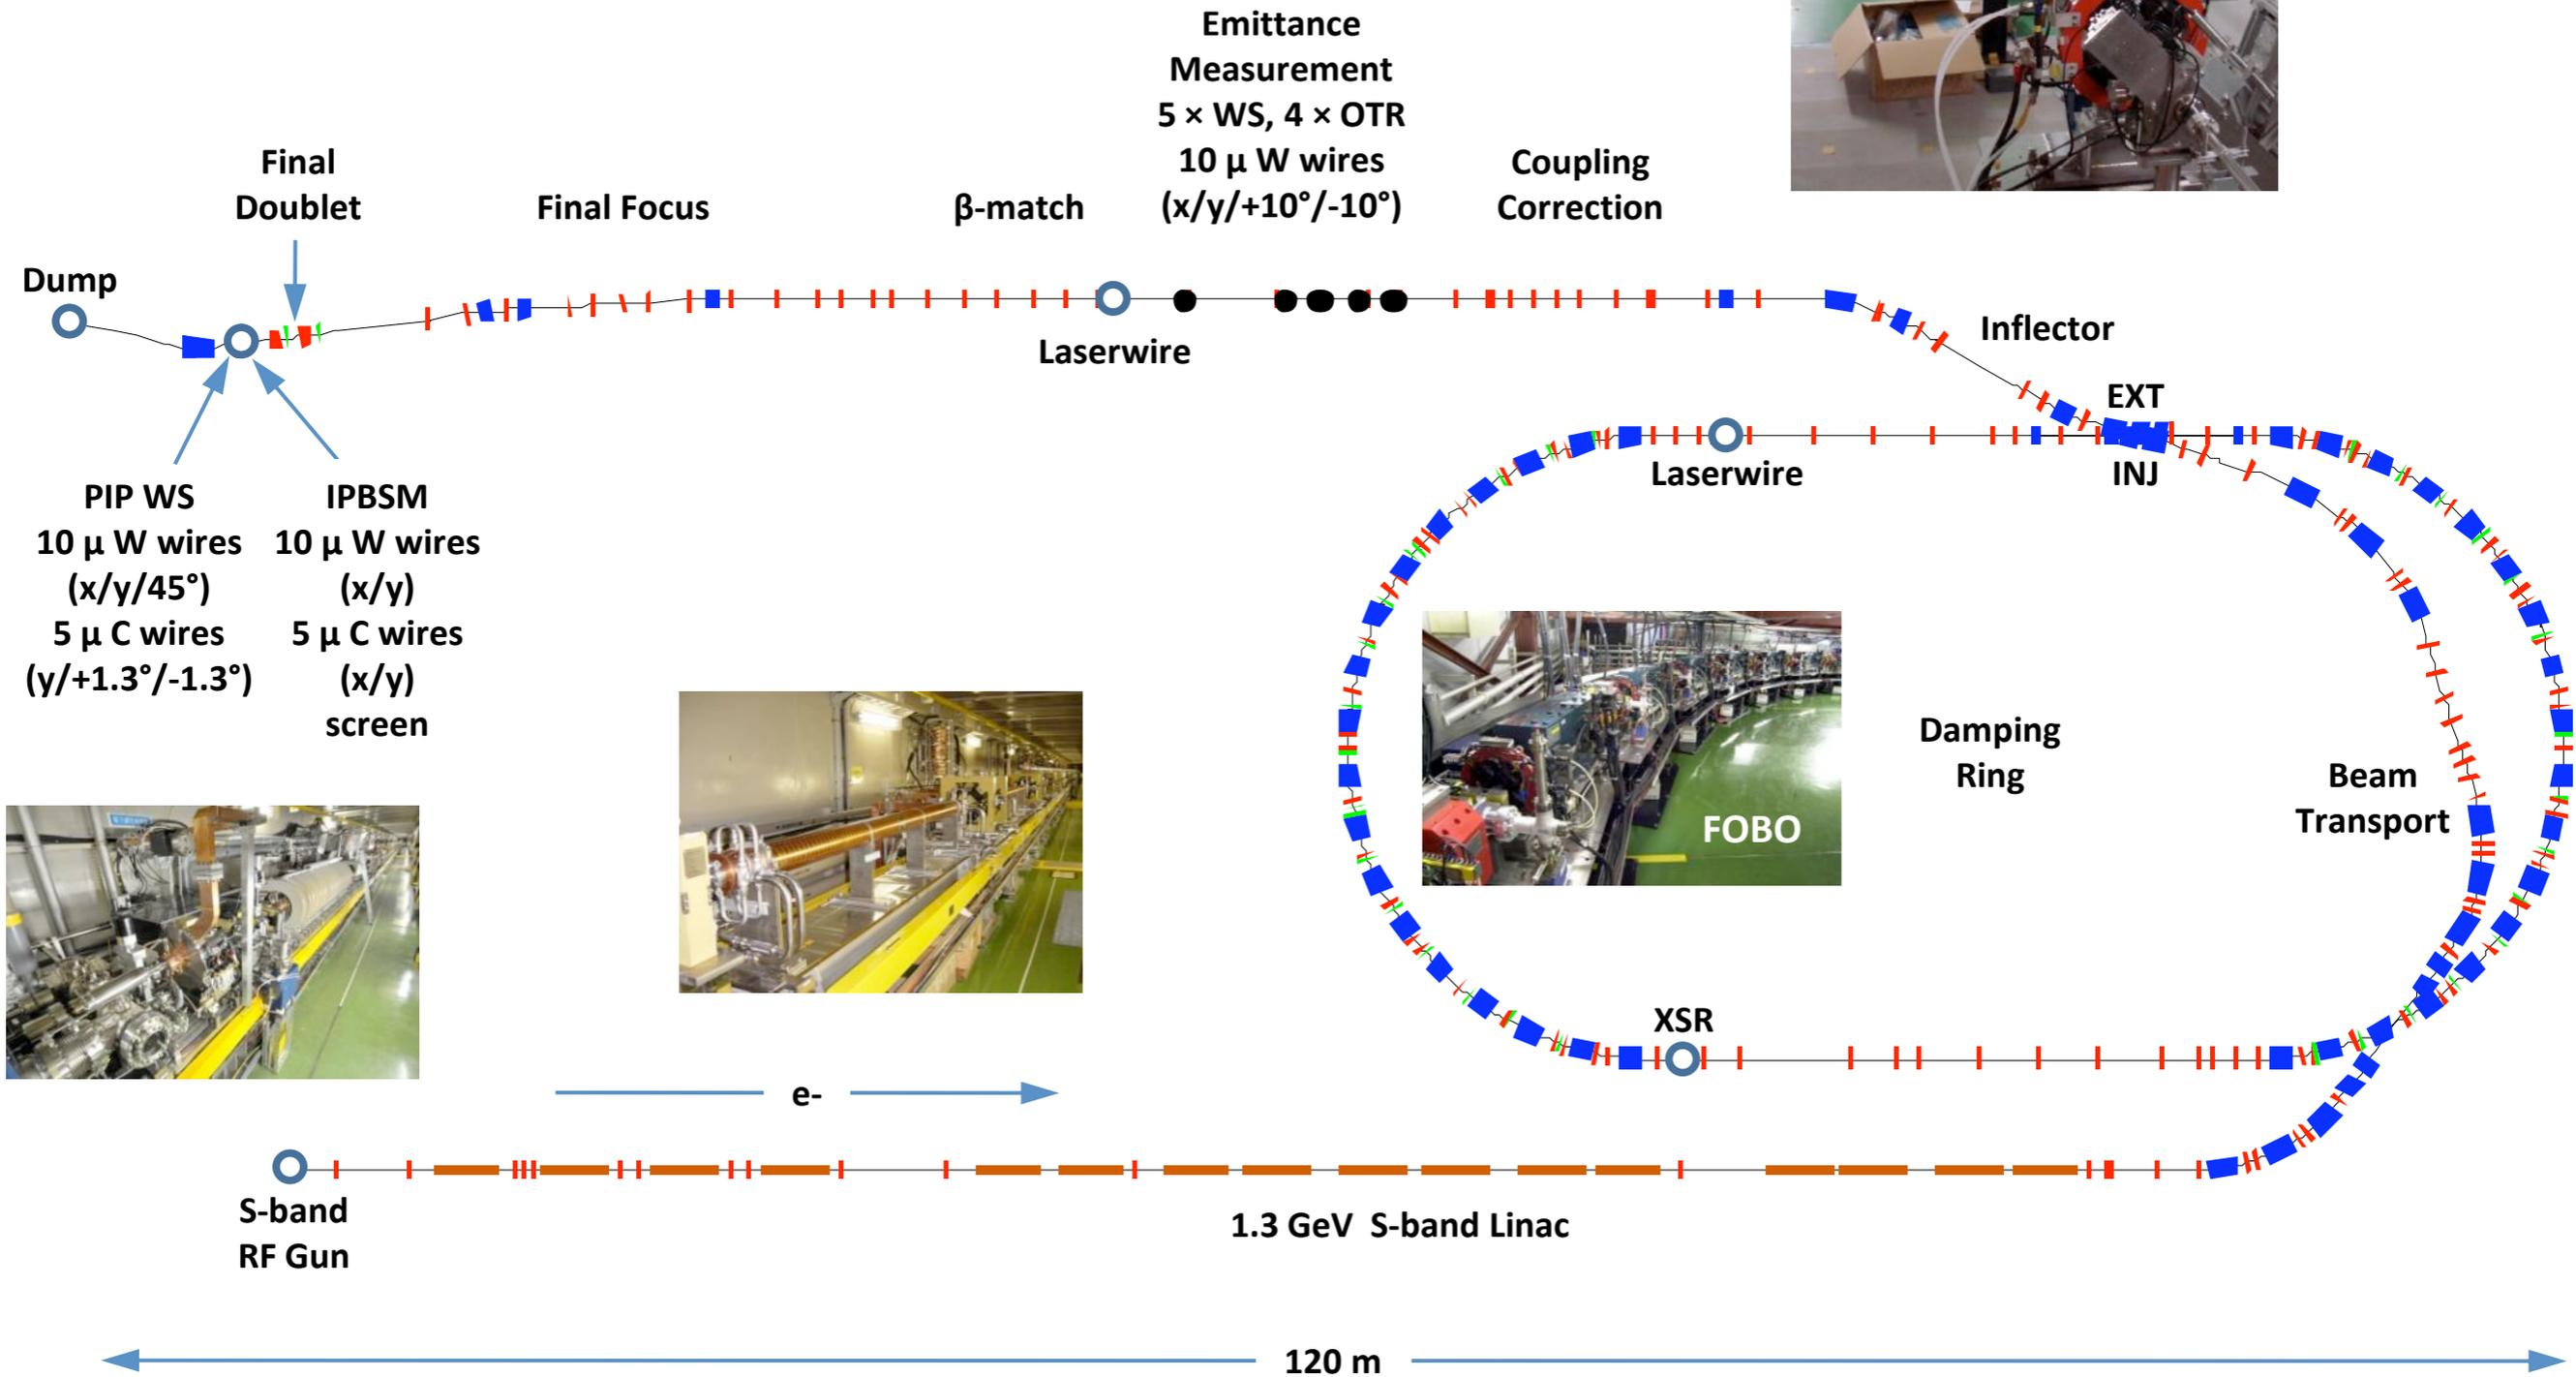 Emittance
Measurement
5 × WS, 4 × OTR
10 µ W wires
(x/y/+10°/-10°)
Final
Doublet
Final Focus
β-match
Coupling
Correction
Dump
Laserwire
Inflector
EXT
INJ
Laserwire
PIP WS
10 µ W wires
(x/y/45°)
5 µ C wires
(y/+1.3°/-1.3°)
IPBSM
10 µ W wires
(x/y)
5 µ C wires
(x/y)
screen
FOBO
Damping
Ring
Beam
Transport
XSR
e-
S-band
RF Gun
1.3 GeV S-band Linac
120 m